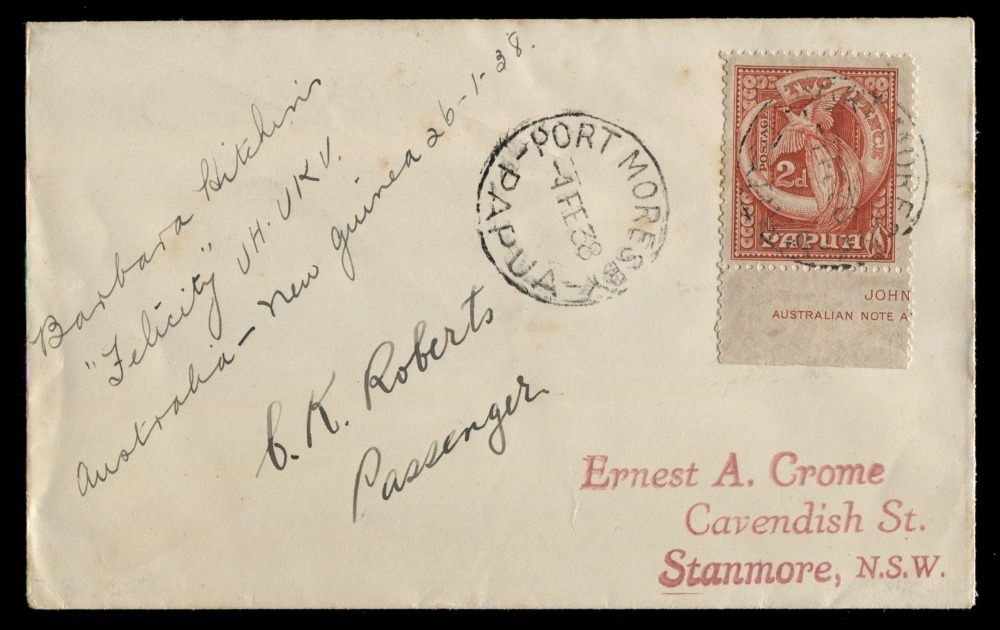 Barbara Hitchins
"Felicity" VH. UKV.
Australia - New Guinea 26-1-38.
C. K. Roberts
Passenger
PORT MORESBY
-4 FE 38
-PAPUA-
TWO PENCE
POSTAGE
2d
PAPUA
JOHN
AUSTRALIAN NOTE A
Ernest A. Crome
Cavendish St.
Stanmore, N.S.W.